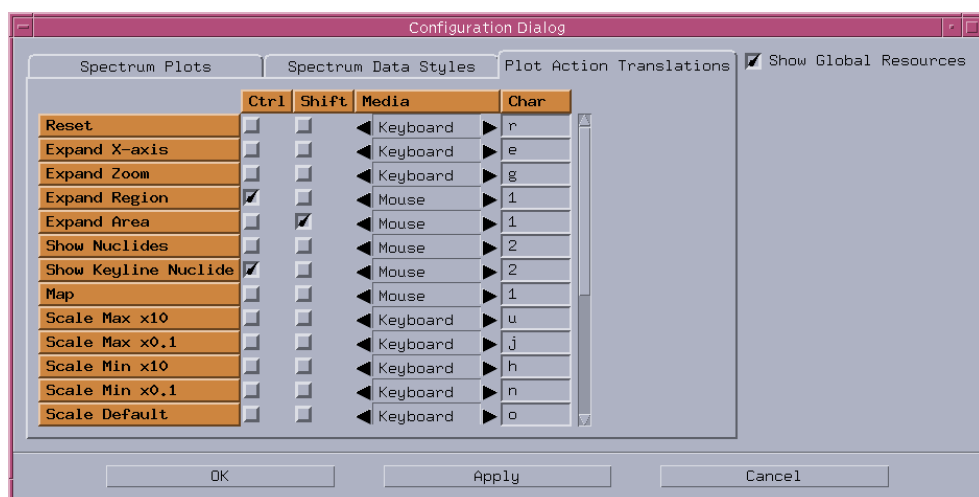 Configuration Dialog
Spectrum Plots Spectrum Data Styles Plot Action Translations Show Global Resources
Ctrl Shift Media Char
Reset Keyboard r
Expand X-axis Keyboard e
Expand Zoom Keyboard g
Expand Region Mouse 1
Expand Area Mouse 1
Show Nuclides Mouse 2
Show Keyline Nuclide Mouse 2
Map Mouse 1
Scale Max x10 Keyboard u
Scale Max x0.1 Keyboard j
Scale Min x10 Keyboard h
Scale Min x0.1 Keyboard n
Scale Default Keyboard o
OK Apply Cancel